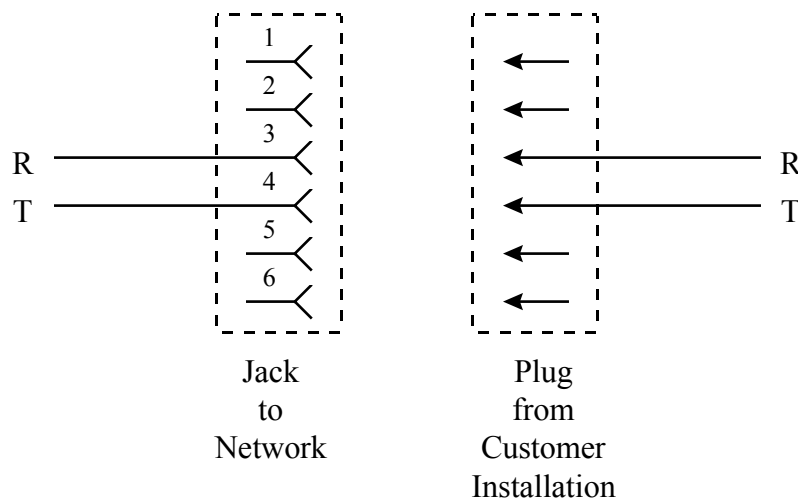 1
2
3
R R
4
T T
5
6
Jack
to
Network
Plug
from
Customer
Installation